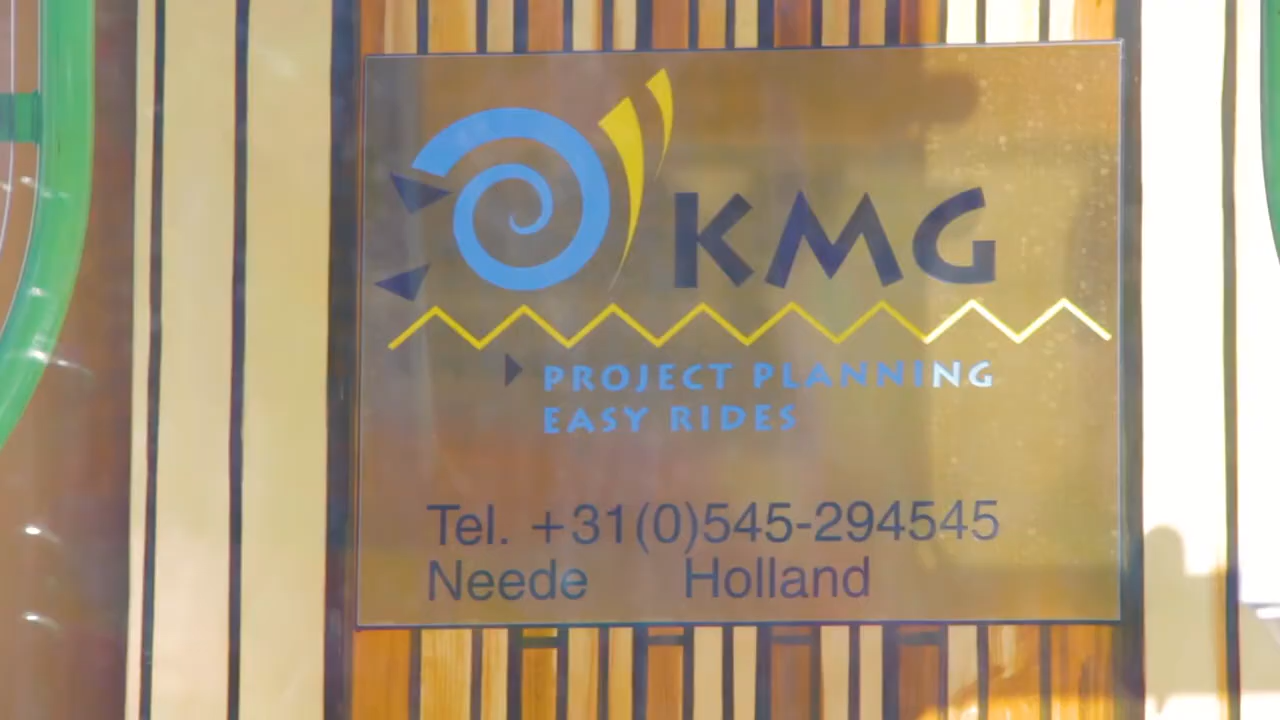 KMG
PROJECT PLANNING
EASY RIDES
Tel. +31(0)545-294545
Neede Holland